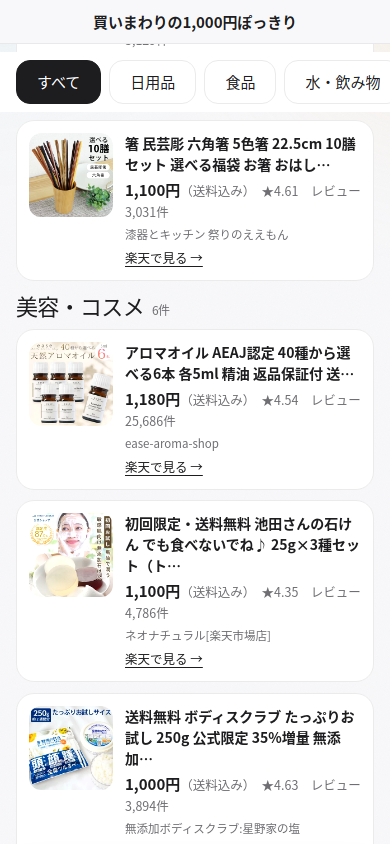 買いまわりの1,000円ぽっきり
すべて
日用品
食品
水・飲み物
選べる
10膳
セット
箸 民芸彫 六角箸 5色箸 22.5cm 10膳
セット 選べる福袋 お箸 おはし…
1,100円（送料込み） ★4.61 レビュー
3,031件
漆器とキッチン 祭りのええもん
楽天で見る →
美容・コスメ 6件
天然アロマオイル 6
アロマオイル AEAJ認定 40種から選
べる6本 各5ml 精油 返品保証付 送…
1,180円（送料込み） ★4.54 レビュー
25,686件
ease-aroma-shop
楽天で見る →
初回限定・送料無料 池田さんの石け
ん でも食べないでね♪ 25g×3種セッ
ト（ト…
1,100円（送料込み） ★4.35 レビュー
4,786件
ネオナチュラル[楽天市場店]
楽天で見る →
250g たっぷりお試しサイズ
送料無料 ボディスクラブ たっぷりお
試し 250g 公式限定 35%増量 無添
加…
1,000円（送料込み） ★4.63 レビュー
3,894件
無添加ボディスクラブ:星野家の塩